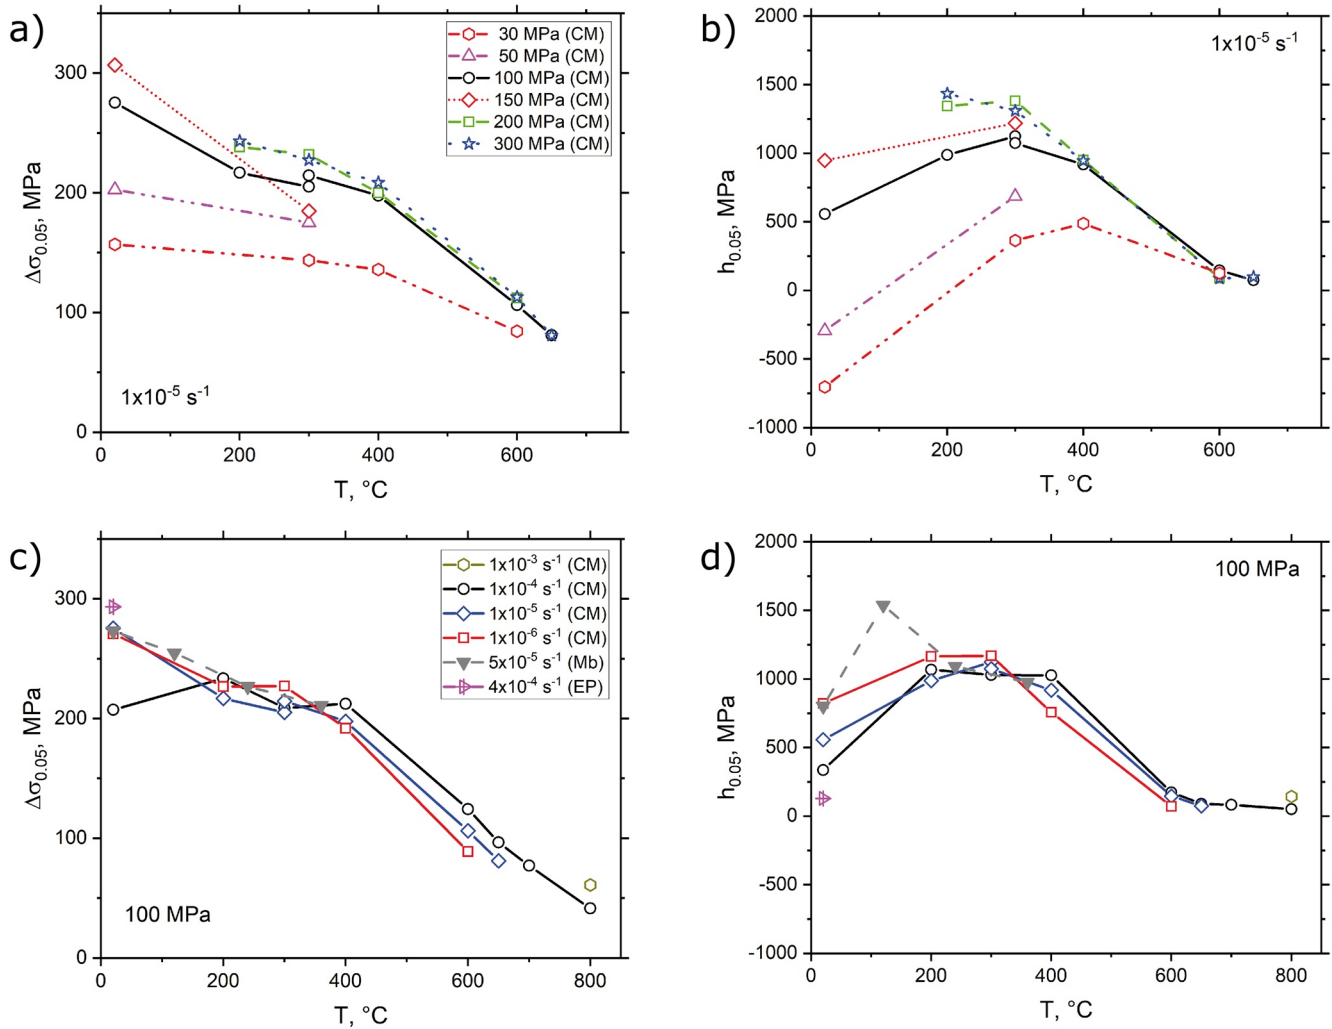 a)
300
200
100
0
Δσ0.05, MPa
30 MPa (CM)
50 MPa (CM)
100 MPa (CM)
150 MPa (CM)
200 MPa (CM)
300 MPa (CM)
1x10-5 s-1
0 200 400 600
T, °C
b)
2000
1500
1000
500
0
-500
-1000
h0.05, MPa
1x10-5 s-1
0 200 400 600
T, °C
c)
300
200
100
0
Δσ0.05, MPa
1x10-3 s-1 (CM)
1x10-4 s-1 (CM)
1x10-5 s-1 (CM)
1x10-6 s-1 (CM)
5x10-5 s-1 (Mb)
4x10-4 s-1 (EP)
100 MPa
0 200 400 600 800
T, °C
d)
2000
1500
1000
500
0
-500
-1000
h0.05, MPa
100 MPa
0 200 400 600 800
T, °C